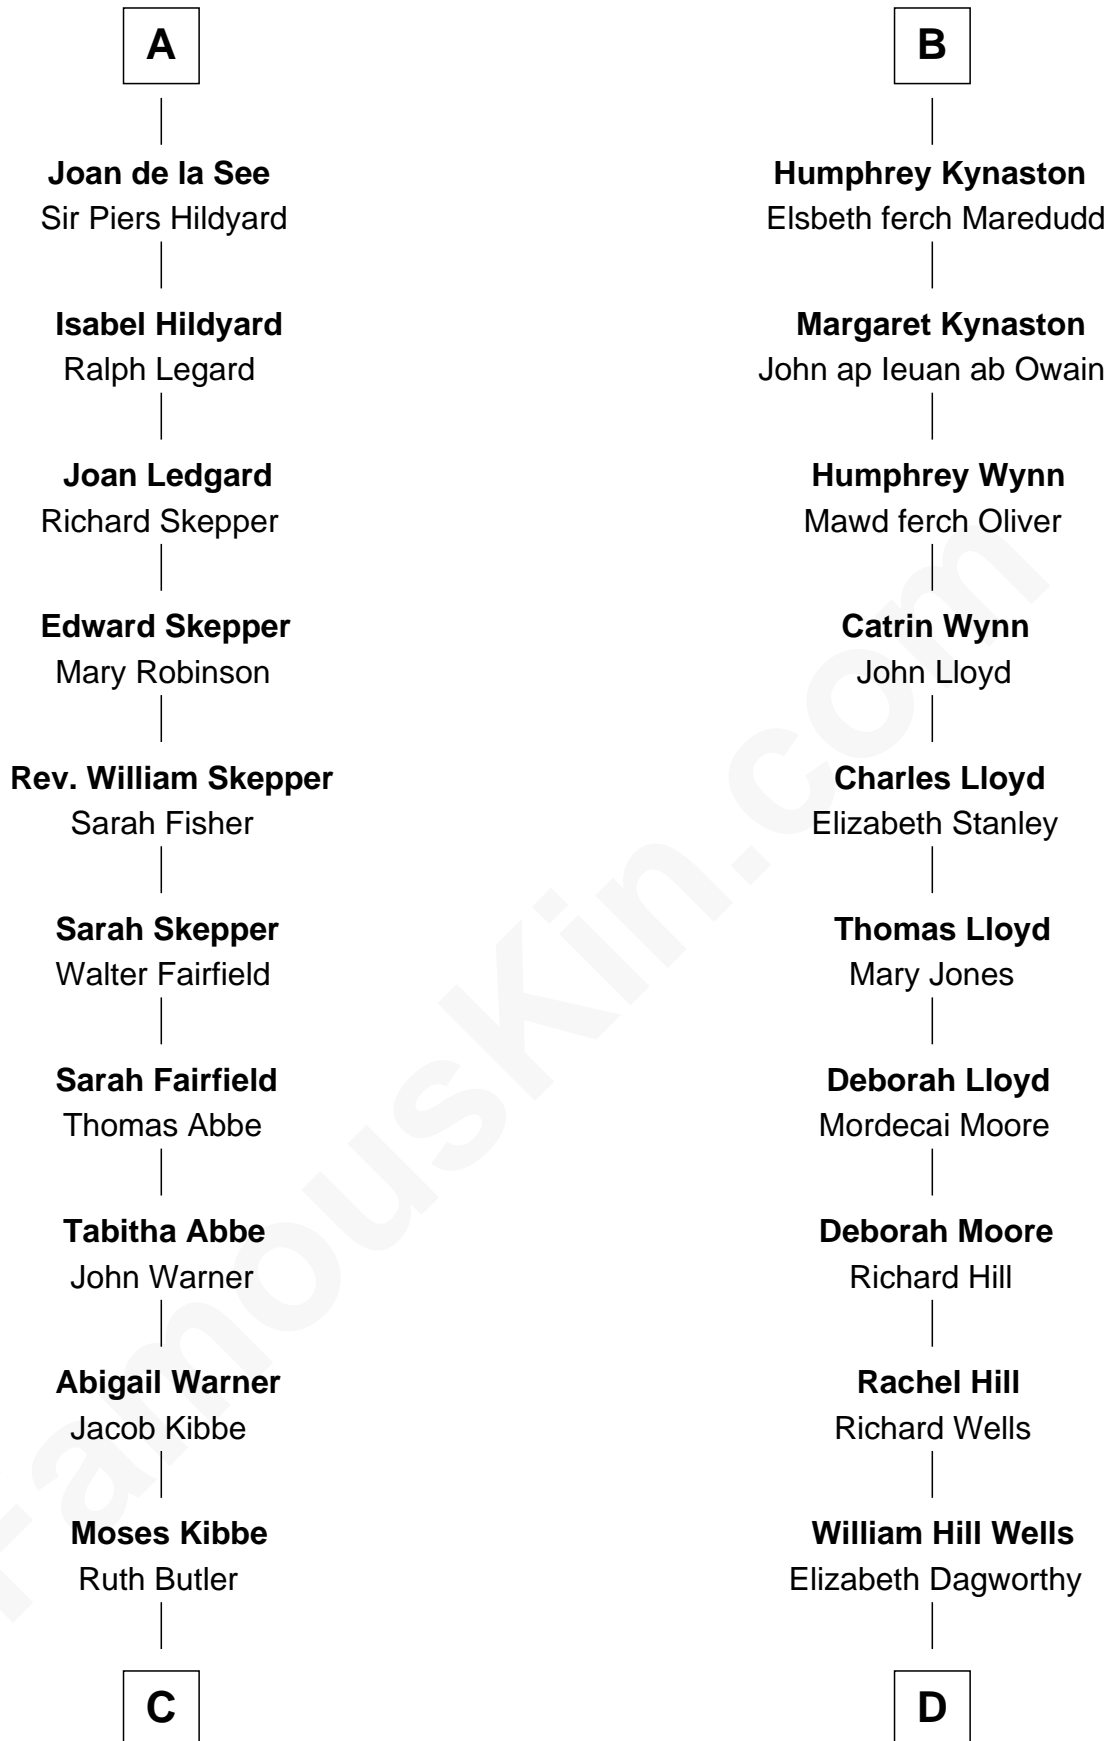 A
Joan de la See
Sir Piers Hildyard
Isabel Hildyard
Ralph Legard
Joan Ledgard
Richard Skepper
Edward Skepper
Mary Robinson
Rev. William Skepper
Sarah Fisher
Sarah Skepper
Walter Fairfield
Sarah Fairfield
Thomas Abbe
Tabitha Abbe
John Warner
Abigail Warner
Jacob Kibbe
Moses Kibbe
Ruth Butler
C
B
Humphrey Kynaston
Elsbeth ferch Maredudd
Margaret Kynaston
John ap Ieuan ab Owain
Humphrey Wynn
Mawd ferch Oliver
Catrin Wynn
John Lloyd
Charles Lloyd
Elizabeth Stanley
Thomas Lloyd
Mary Jones
Deborah Lloyd
Mordecai Moore
Deborah Moore
Richard Hill
Rachel Hill
Richard Wells
William Hill Wells
Elizabeth Dagworthy
D
FamousKin.com